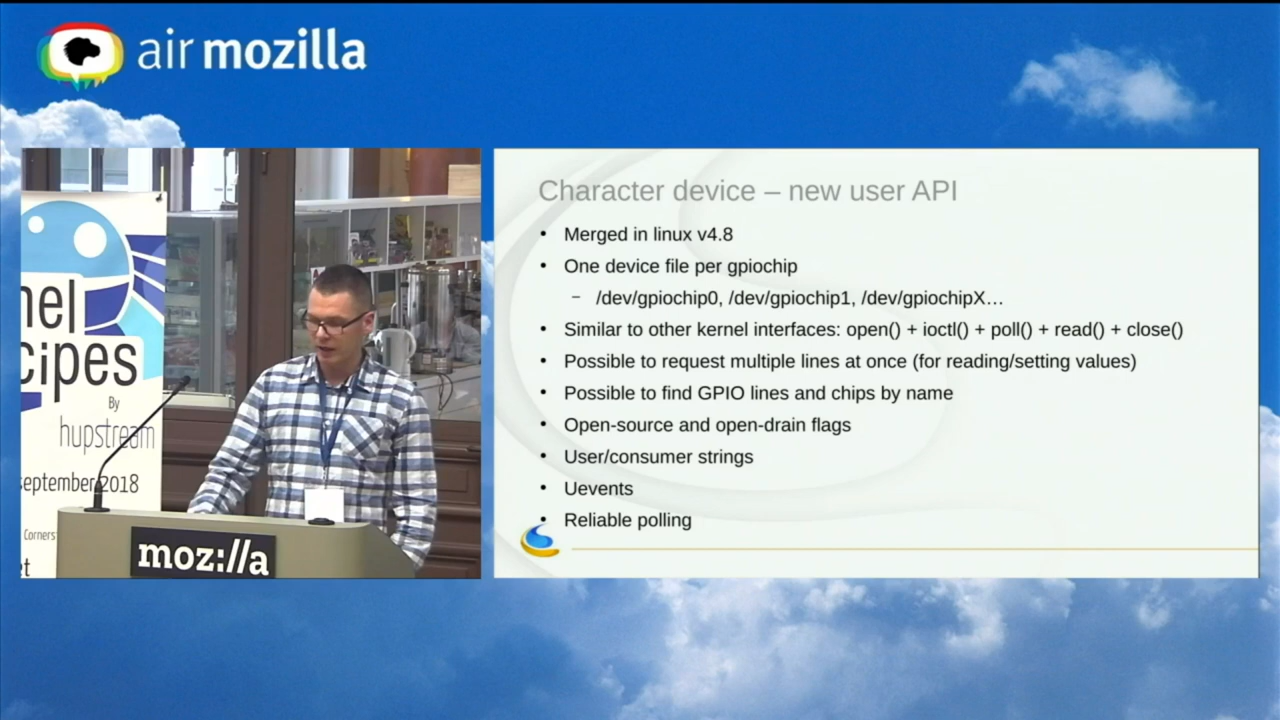 air mozilla
nel
cipes
By
hupstream
september 2018
Corners
et
moz://a
Character device – new user API
• Merged in linux v4.8
• One device file per gpiochip
– /dev/gpiochip0, /dev/gpiochip1, /dev/gpiochipX…
• Similar to other kernel interfaces: open() + ioctl() + poll() + read() + close()
• Possible to request multiple lines at once (for reading/setting values)
• Possible to find GPIO lines and chips by name
• Open-source and open-drain flags
• User/consumer strings
• Uevents
• Reliable polling